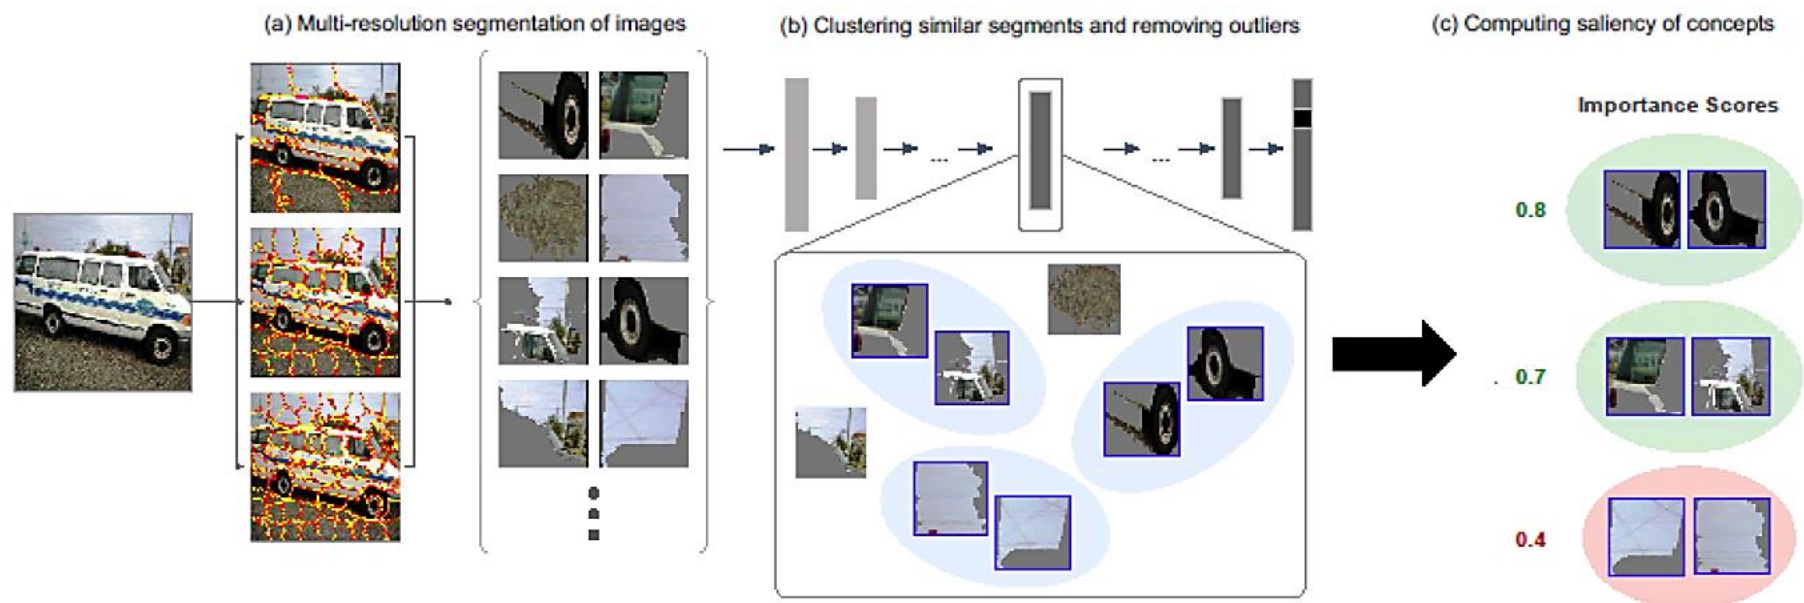 (a) Multi-resolution segmentation of images
(b) Clustering similar segments and removing outliers
(c) Computing saliency of concepts
Importance Scores
...
...
0.8
0.7
0.4